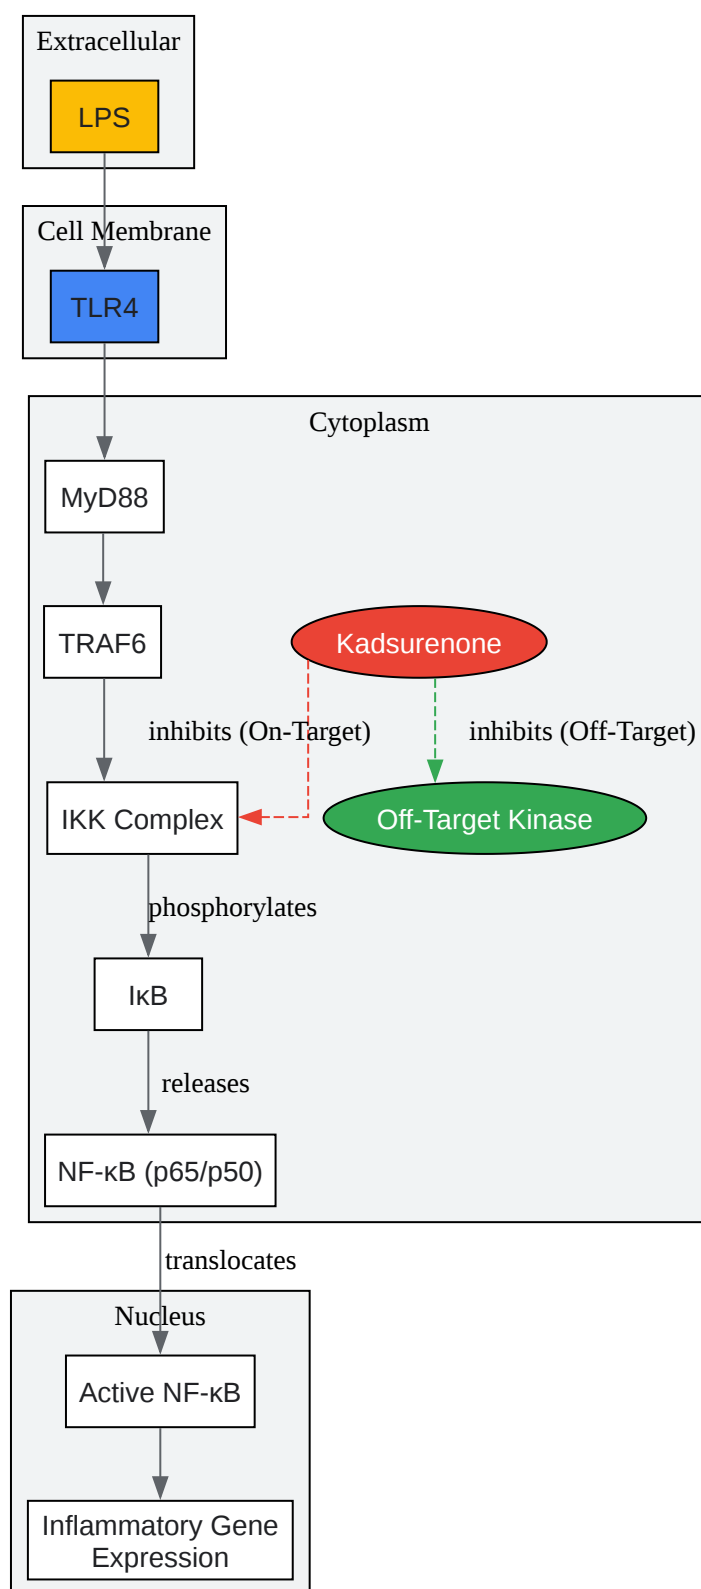 Extracellular
LPS
Cell Membrane
TLR4
Cytoplasm
MyD88
TRAF6
Kadsurenone
inhibits (On-Target)
inhibits (Off-Target)
IKK Complex
Off-Target Kinase
phosphorylates
IκB
releases
NF-κB (p65/p50)
translocates
Nucleus
Active NF-κB
Inflammatory Gene
Expression